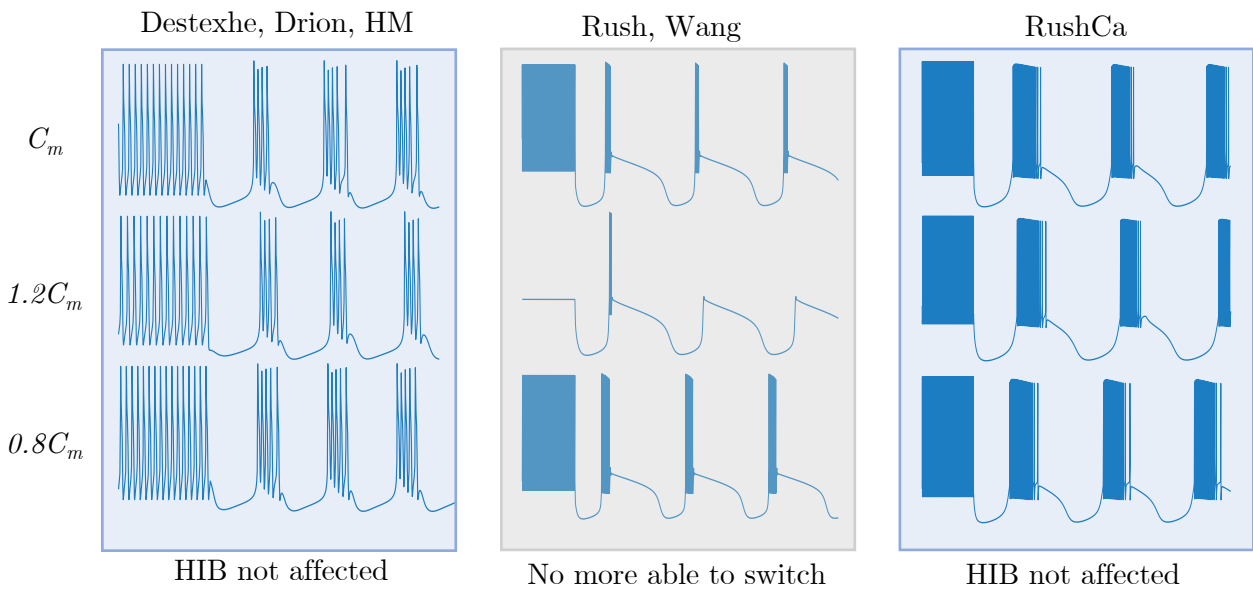 Destexhe, Drion, HM
Rush, Wang
RushCa
C_m
1.2C_m
0.8C_m
HIB not affected
No more able to switch
HIB not affected